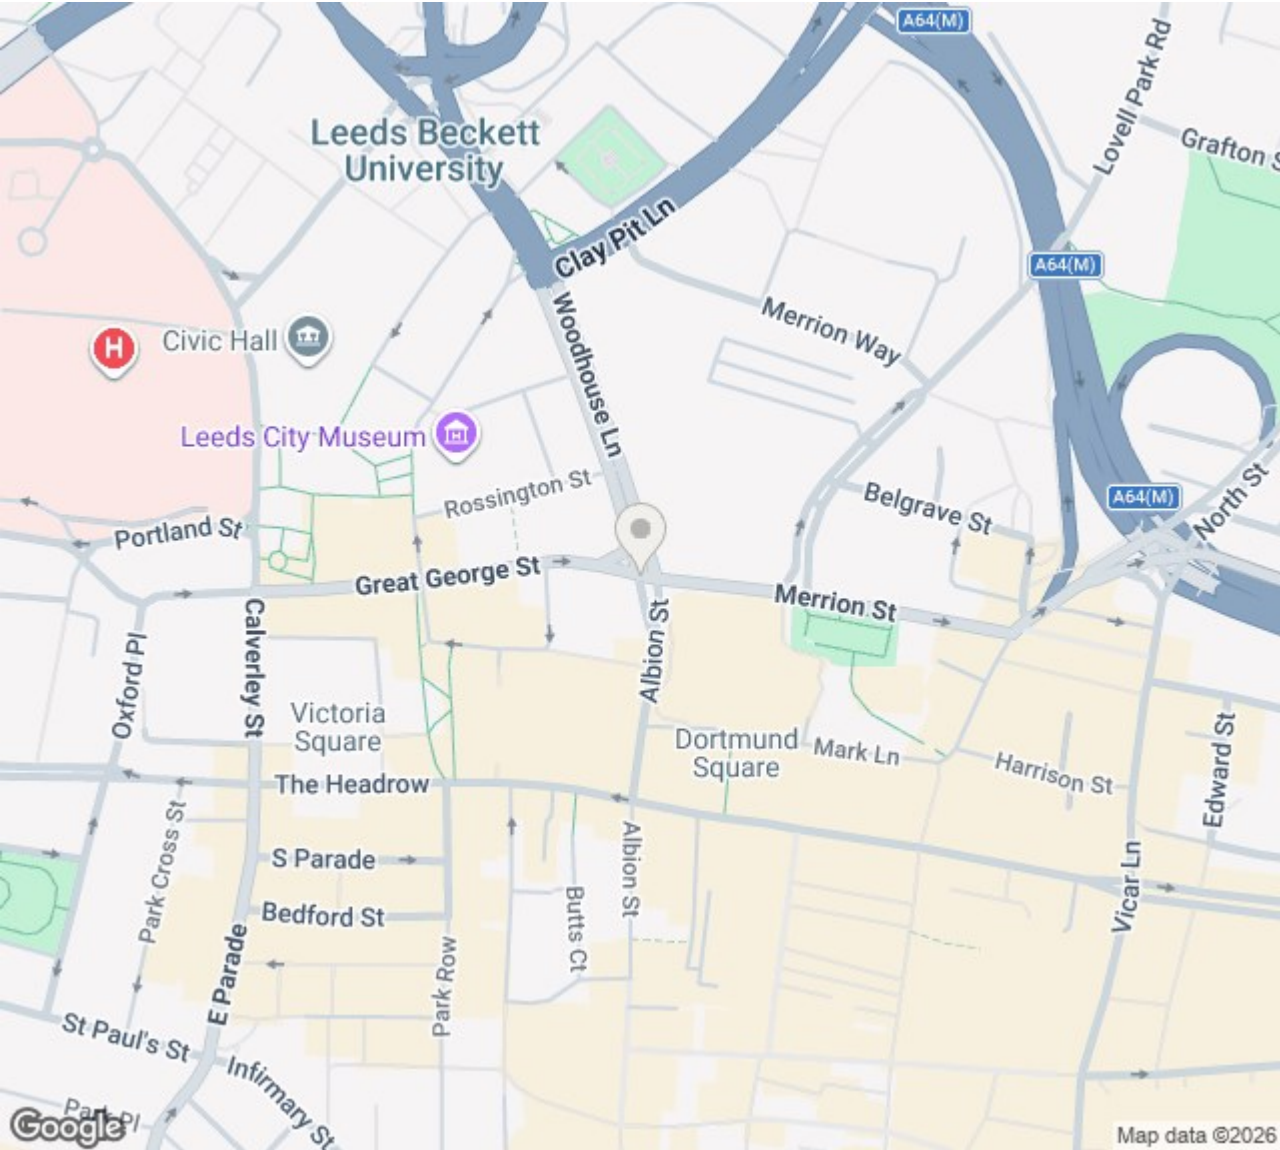 A64(M)
Lovell Park Rd
Leeds Beckett
University
Grafton S
Clay Pit Ln
A64(M)
Woodhouse Ln
Merrion Way
Civic Hall
H
Leeds City Museum
Rossington St
Belgrave St
A64(M)
North St
Portland St
Great George St
Merrion St
Calverley St
Albion St
Oxford Pl
Victoria
Square
Dortmund
Square
Mark Ln
Harrison St
Edward St
The Headrow
Park Cross St
S Parade
Albion St
Vicar Ln
Bedford St
Butts Ct
E Parade
Park Row
St Paul's St
Infirmary St
Park Pl
Google
Map data ©2026